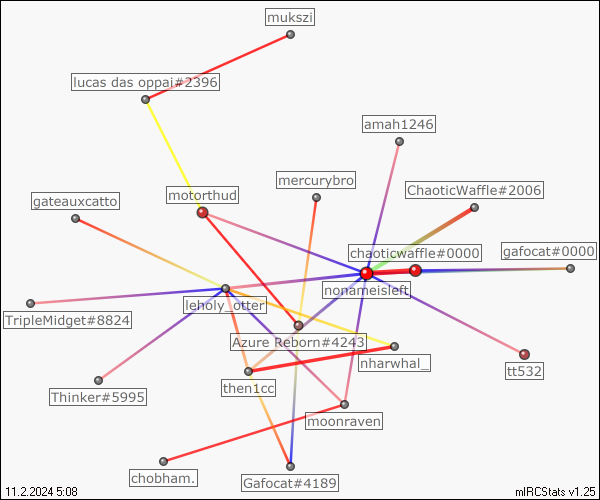 mukszi
lucas das oppai#2396
amah1246
mercurybro
ChaoticWaffle#2006
motorthud
gateauxcatto
chaoticwaffle#0000
gafocat#0000
nonameisleft
leholy_otter
TripleMidget#8824
Azure Reborn#4243
nharwhal_
tt532
then1cc
Thinker#5995
moonraven
chobham.
Gafocat#4189
11.2.2024 5:08
mIRCStats v1.25